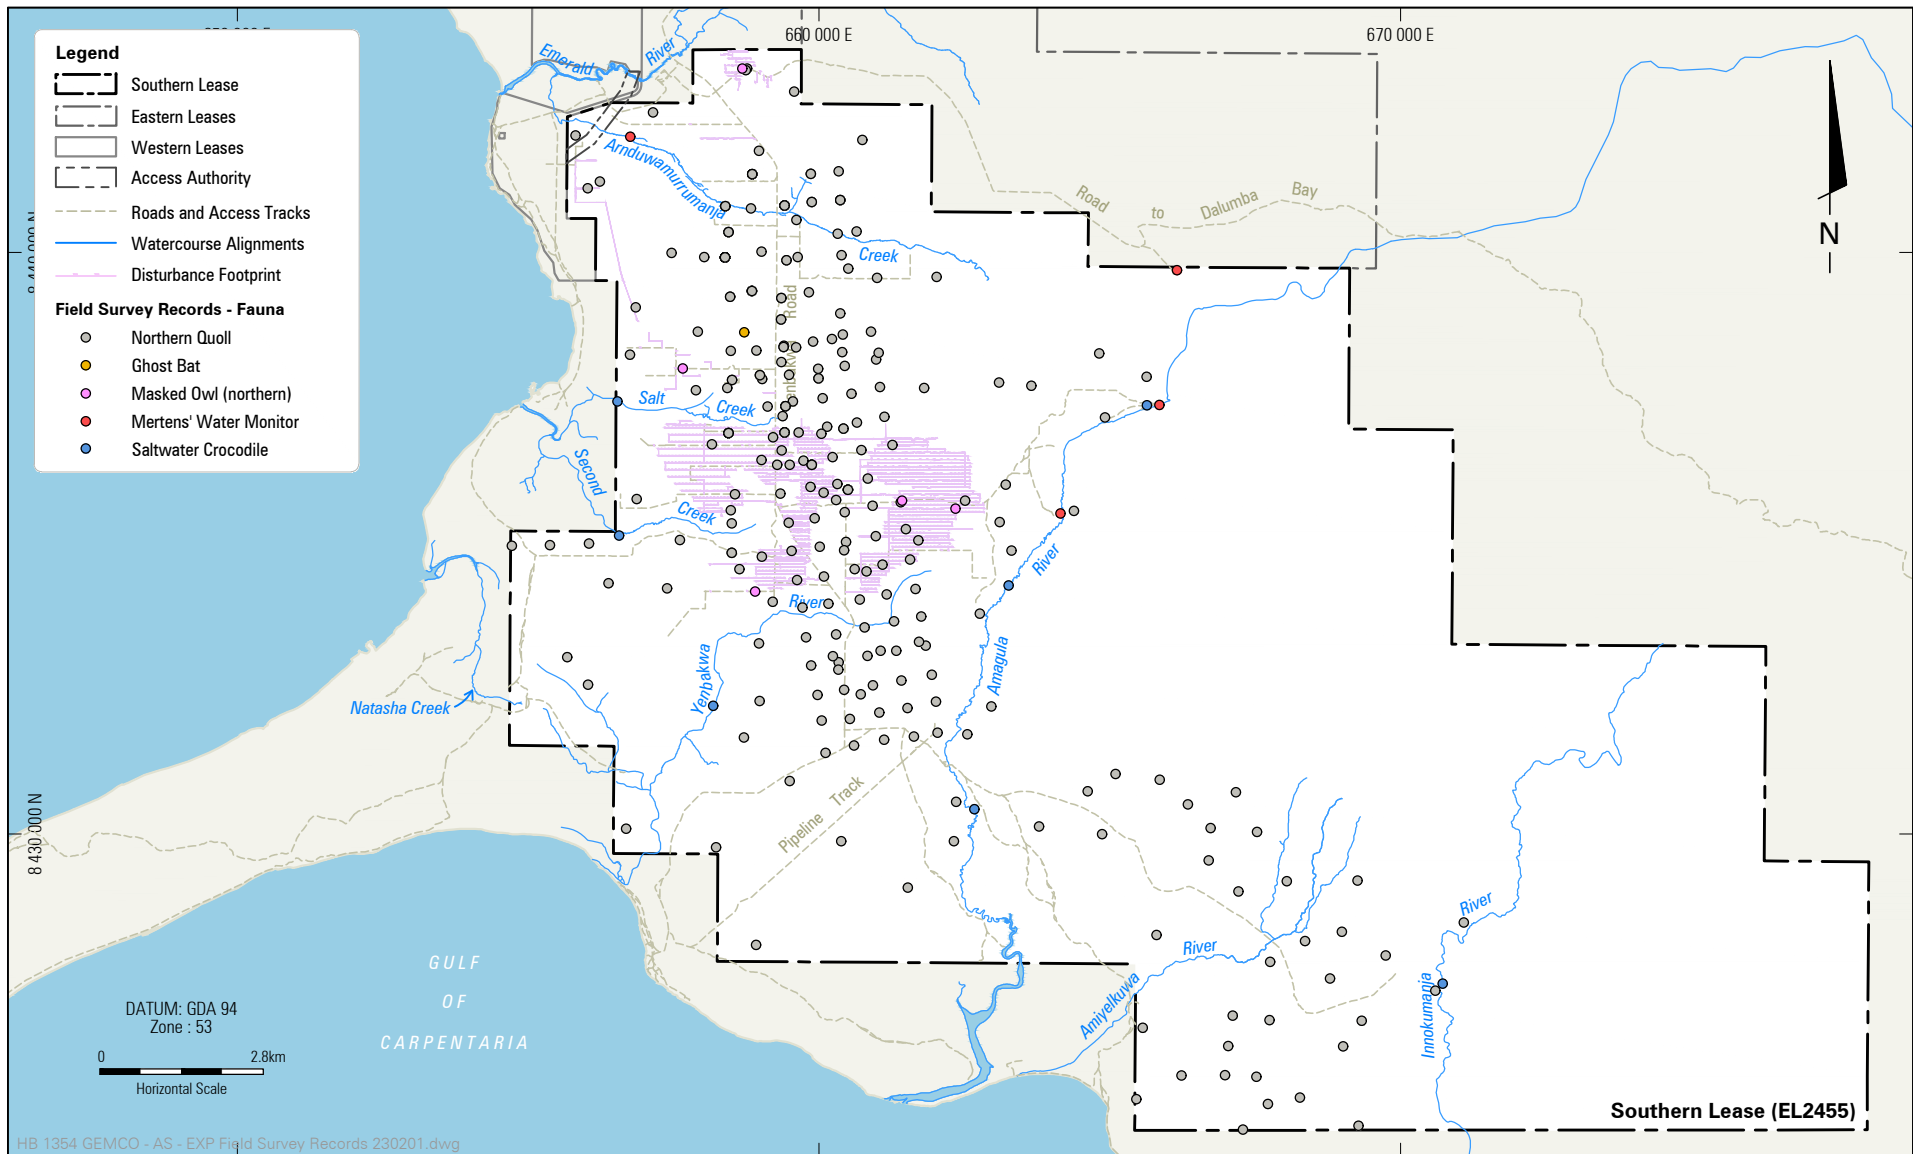 660 000 E
670 000 E
Legend
Southern Lease
Eastern Leases
Western Leases
Access Authority
Roads and Access Tracks
Watercourse Alignments
Disturbance Footprint
Field Survey Records - Fauna
Northern Quoll
Ghost Bat
Masked Owl (northern)
Mertens' Water Monitor
Saltwater Crocodile
Emerald
River
Arnduwamurrumanja
Creek
Road to Dalumba Bay
N
Road
Salt
Creek
Second
Creek
River
Yenbakwa
River
Amagula
Natasha Creek
8 430 000 N
Pipeline Track
GULF
OF
CARPENTARIA
DATUM: GDA 94
Zone : 53
0 2.8km
Horizontal Scale
River
Amiyelkuwa
River
Innokumanja
Southern Lease (EL2455)
HB 1354 GEMCO - AS - EXP Field Survey Records 230201.dwg